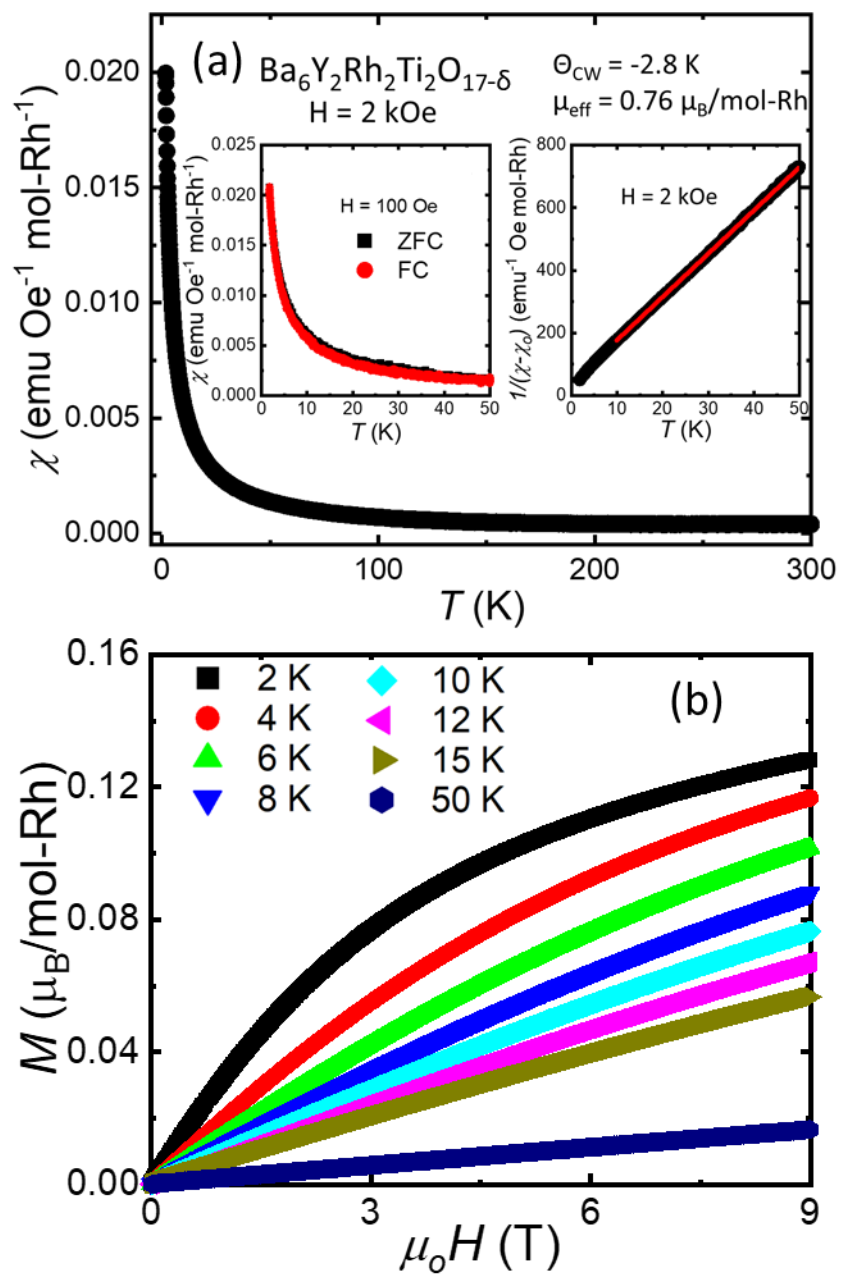 (a)
Ba₆Y₂Rh₂Ti₂O₁₇₋δ
H = 2 kOe
Θ_CW = -2.8 K
μ_eff = 0.76 μ_B/mol-Rh
χ (emu Oe⁻¹ mol-Rh⁻¹)
0.020
0.015
0.010
0.005
0.000
0
100
200
300
T (K)
χ (emu Oe⁻¹ mol-Rh⁻¹)
0.025
0.020
0.015
0.010
0.005
0.000
H = 100 Oe
ZFC
FC
0
10
20
30
40
50
T (K)
1/(χ-χₒ) (emu⁻¹ Oe mol-Rh)
800
600
400
200
0
H = 2 kOe
0
10
20
30
40
50
T (K)
(b)
M (μ_B/mol-Rh)
0.16
0.12
0.08
0.04
0.00
2 K
4 K
6 K
8 K
10 K
12 K
15 K
50 K
0
3
6
9
μₒH (T)